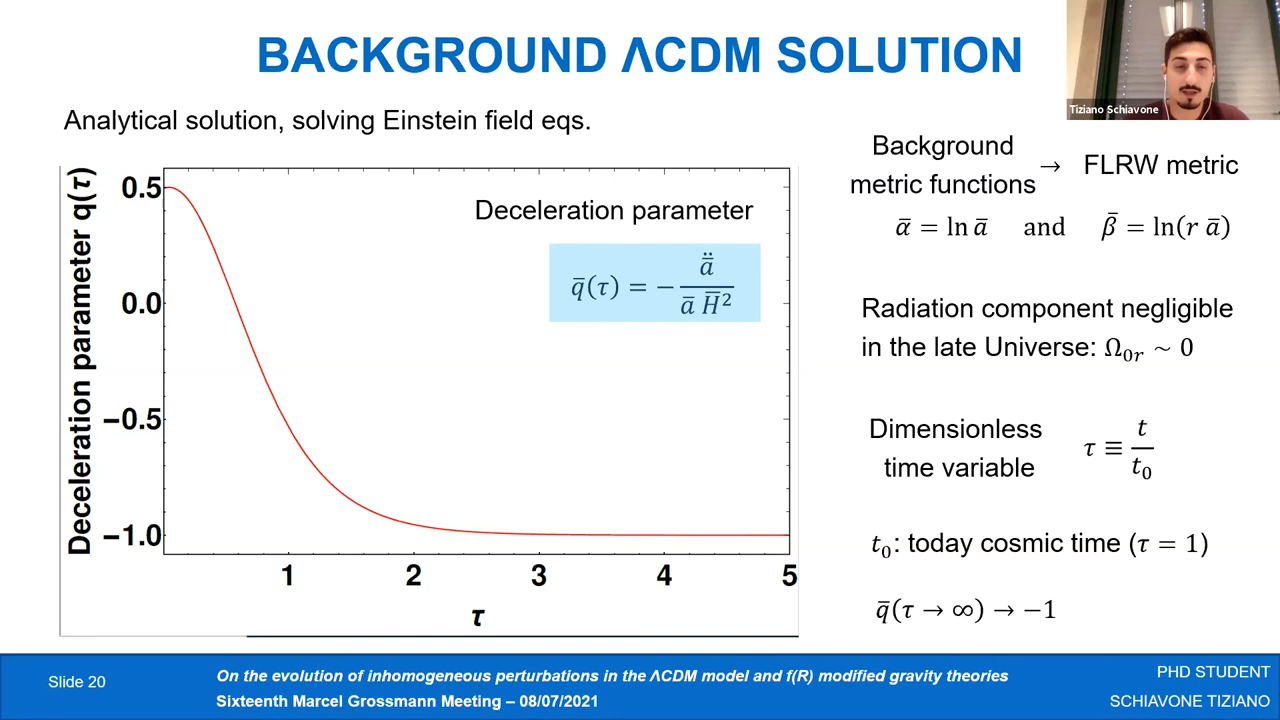 BACKGROUND ΛCDM SOLUTION
Tiziano Schiavone
Analytical solution, solving Einstein field eqs.
Deceleration parameter q(τ)
0.5
0.0
−0.5
−1.0
1 2 3 4 5
τ
Deceleration parameter
q̄(τ) = − ǟ / (ā H̄²)
Background
metric functions → FLRW metric
ᾱ = ln ā and β̄ = ln(r ā)
Radiation component negligible
in the late Universe: Ω₀ᵣ ~ 0
Dimensionless
time variable τ ≡ t / t₀
t₀: today cosmic time (τ = 1)
q̄(τ → ∞) → −1
Slide 20
On the evolution of inhomogeneous perturbations in the ΛCDM model and f(R) modified gravity theories
Sixteenth Marcel Grossmann Meeting – 08/07/2021
PHD STUDENT
SCHIAVONE TIZIANO